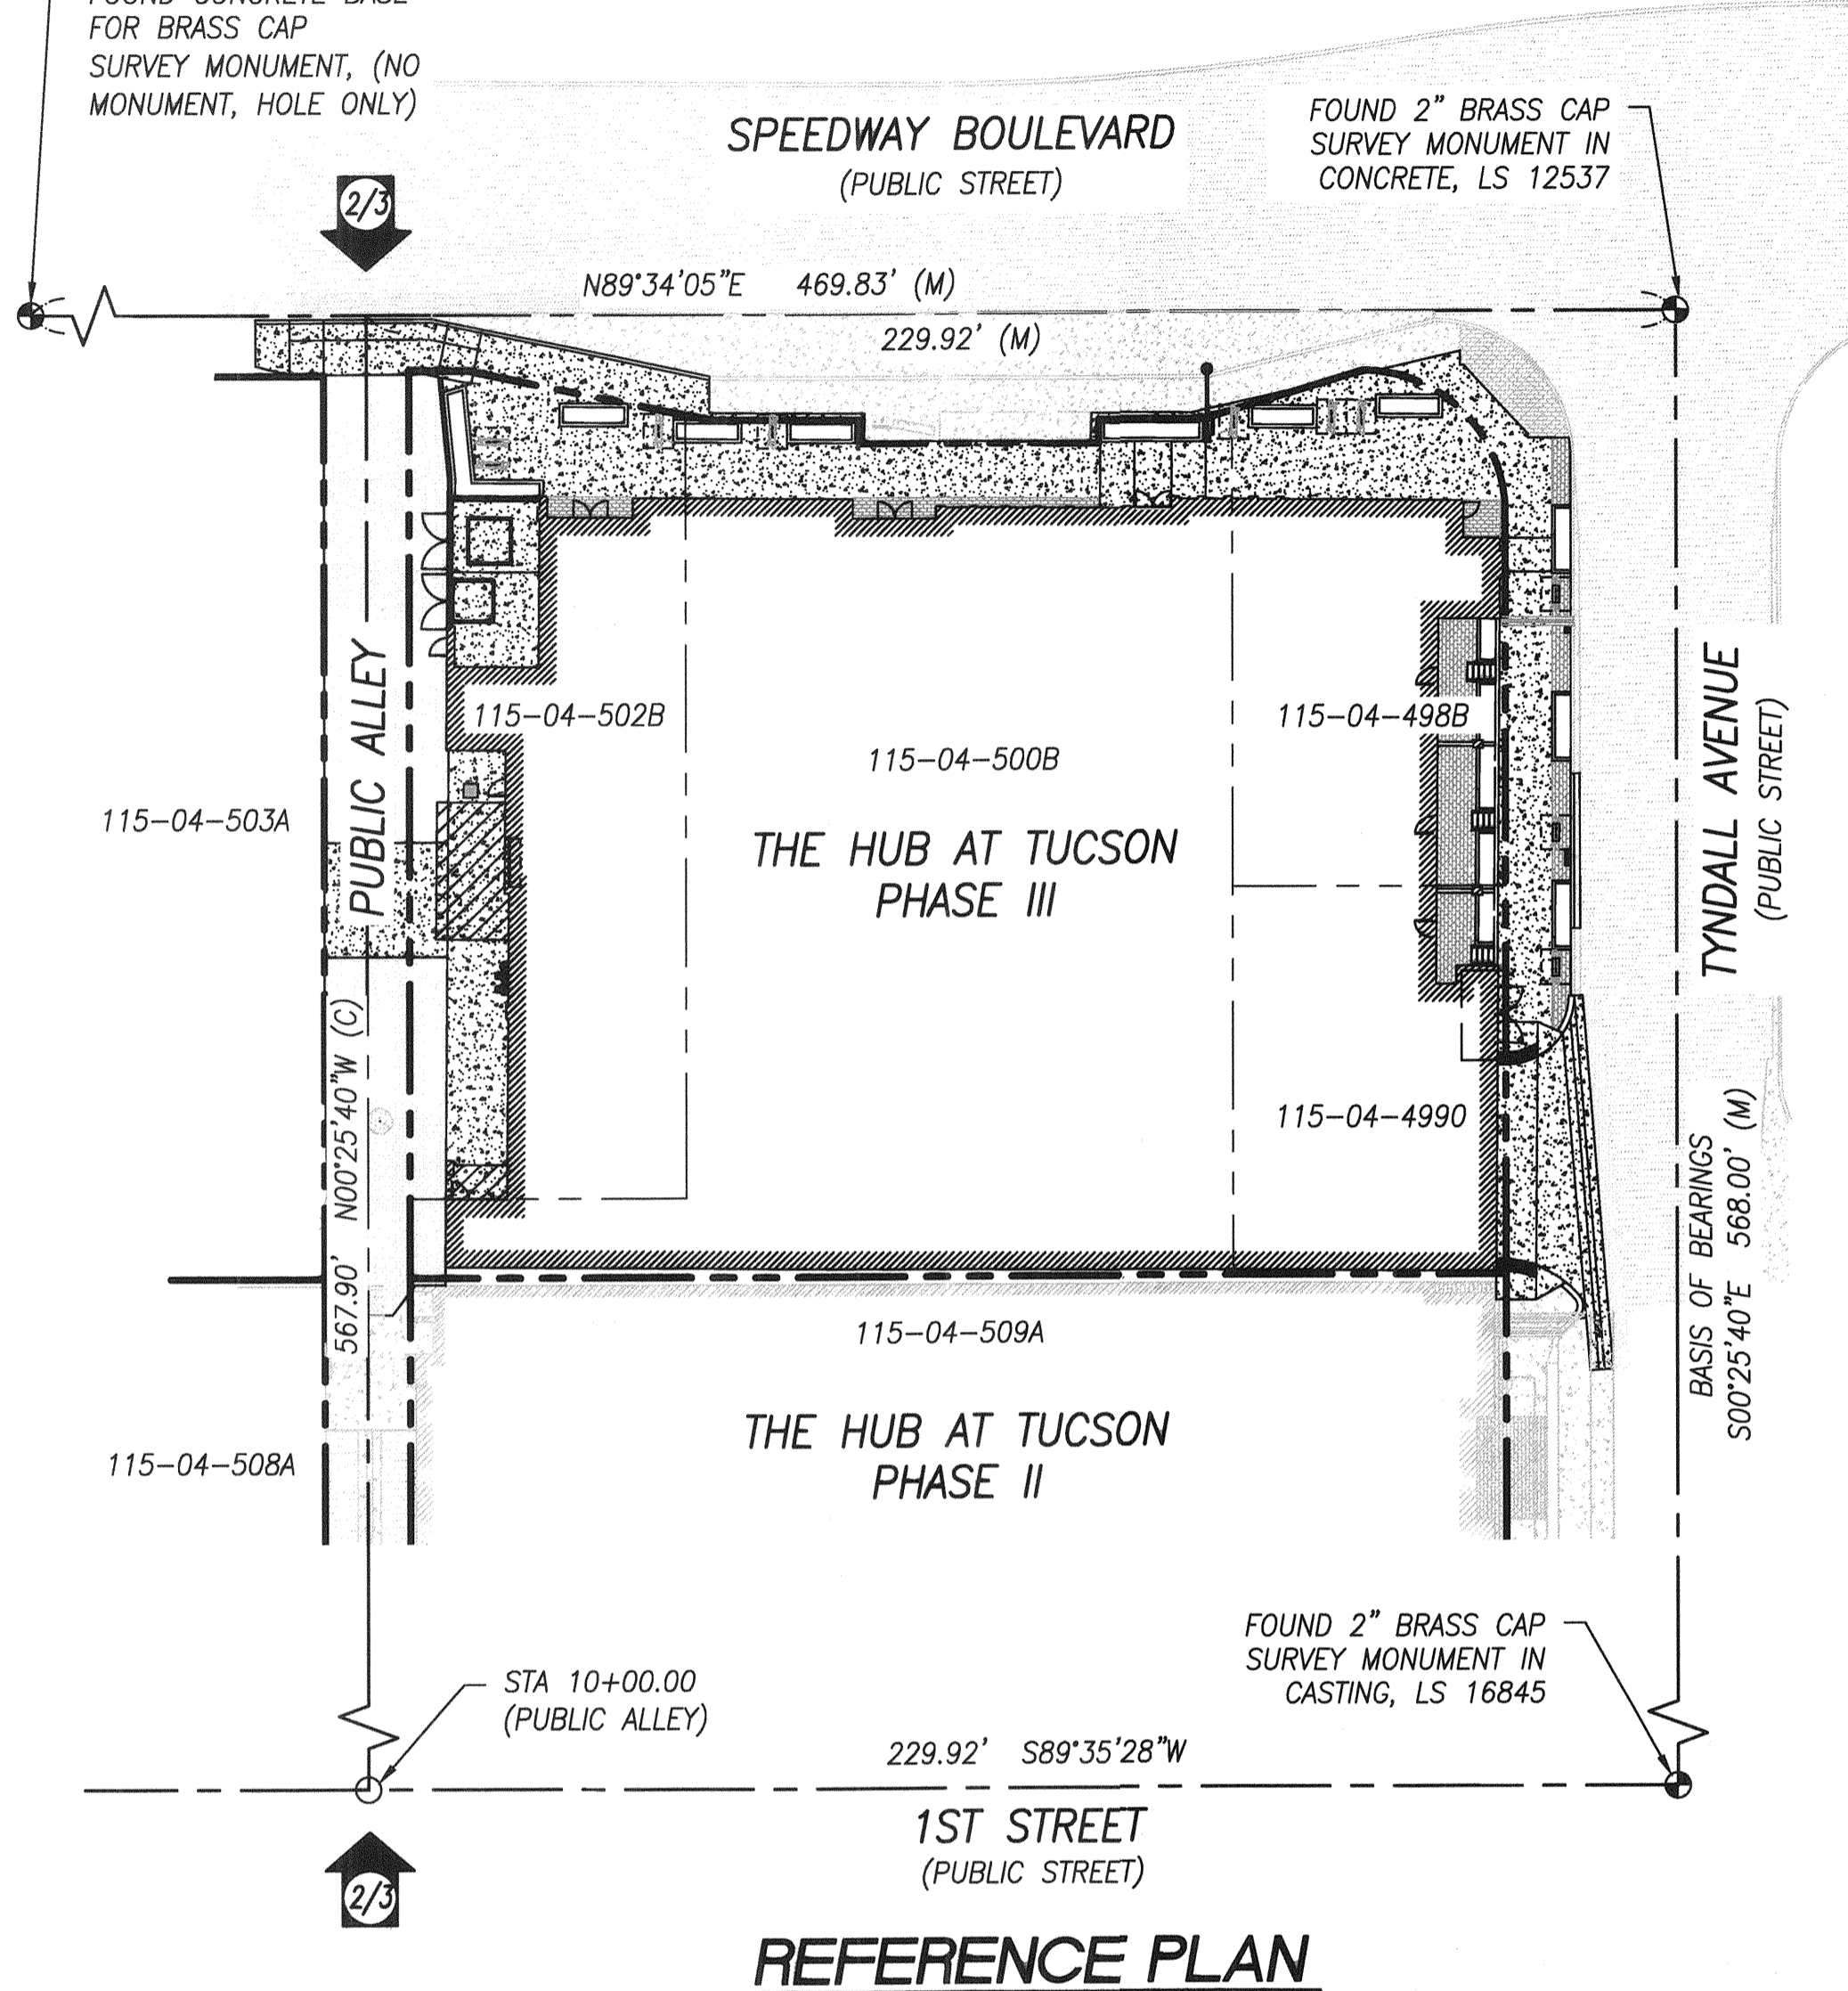 FOUND CONCRETE BASE
FOR BRASS CAP
SURVEY MONUMENT, (NO
MONUMENT, HOLE ONLY)
SPEEDWAY BOULEVARD
(PUBLIC STREET)
FOUND 2" BRASS CAP
SURVEY MONUMENT IN
CONCRETE, LS 12537
2/3
N89°34'05"E 469.83' (M)
229.92' (M)
PUBLIC ALLEY
115-04-502B
115-04-498B
115-04-500B
115-04-503A
THE HUB AT TUCSON
PHASE III
TYNDALL AVENUE
(PUBLIC STREET)
567.90' N00°25'40"W (C)
115-04-4990
BASIS OF BEARINGS
S00°25'40"E 568.00' (M)
115-04-509A
THE HUB AT TUCSON
PHASE II
115-04-508A
FOUND 2" BRASS CAP
SURVEY MONUMENT IN
CASTING, LS 16845
STA 10+00.00
(PUBLIC ALLEY)
229.92' S89°35'28"W
1ST STREET
(PUBLIC STREET)
2/3
REFERENCE PLAN